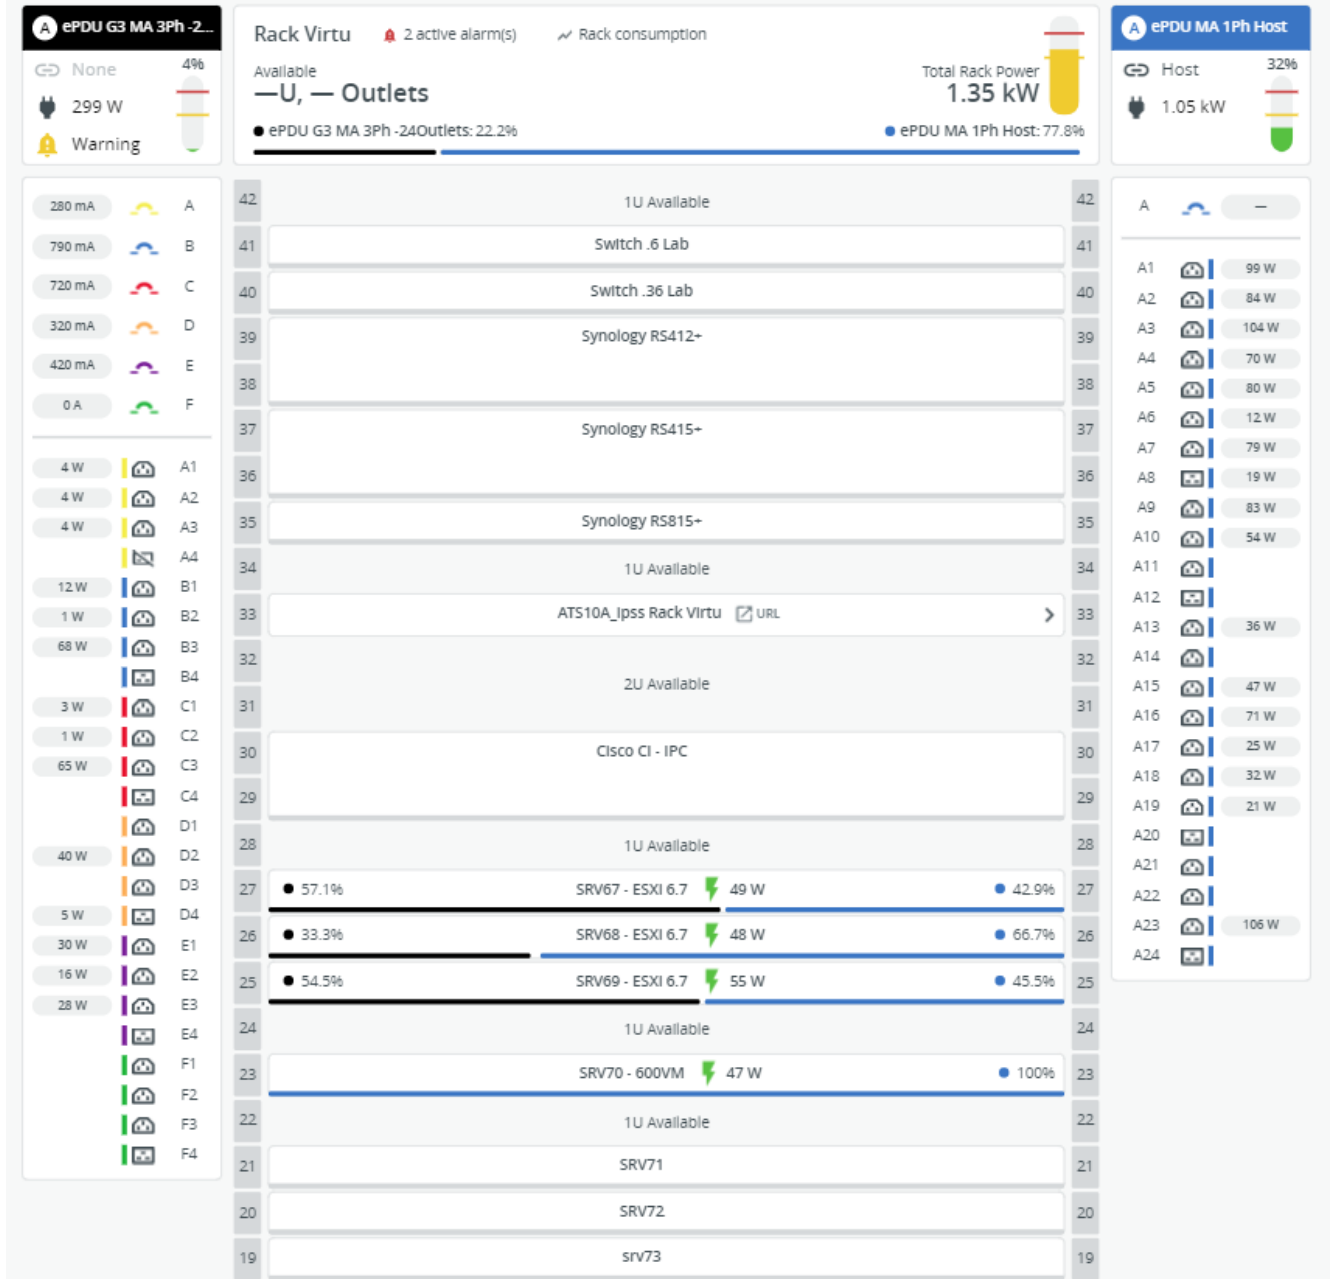 A ePDU G3 MA 3Ph -2...
None 4%
299 W
Warning
Rack Virtu 2 active alarm(s) Rack consumption
Available
—U, — Outlets
Total Rack Power
1.35 kW
ePDU G3 MA 3Ph -24Outlets: 22.2% ePDU MA 1Ph Host: 77.8%
A ePDU MA 1Ph Host
Host 32%
1.05 kW
280 mA A
790 mA B
720 mA C
320 mA D
420 mA E
0 A F
4 W A1
4 W A2
4 W A3
A4
12 W B1
1 W B2
68 W B3
B4
3 W C1
1 W C2
65 W C3
C4
D1
40 W D2
D3
5 W D4
30 W E1
16 W E2
28 W E3
E4
F1
F2
F3
F4
42 1U Available 42
41 Switch .6 Lab 41
40 Switch .36 Lab 40
39 Synology RS412+ 39
38 38
37 Synology RS415+ 37
36 36
35 Synology RS815+ 35
34 1U Available 34
33 ATS10A_Ipss Rack Virtu URL 33
32 32
2U Available
31 31
30 Cisco CI - IPC 30
29 29
28 1U Available 28
27 57.1% SRV67 - ESXI 6.7 49 W 42.9% 27
26 33.3% SRV68 - ESXI 6.7 48 W 66.7% 26
25 54.5% SRV69 - ESXI 6.7 55 W 45.5% 25
24 1U Available 24
23 SRV70 - 600VM 47 W 100% 23
22 1U Available 22
21 SRV71 21
20 SRV72 20
19 srv73 19
A —
A1 99 W
A2 84 W
A3 104 W
A4 70 W
A5 80 W
A6 12 W
A7 79 W
A8 19 W
A9 83 W
A10 54 W
A11
A12
A13 36 W
A14
A15 47 W
A16 71 W
A17 25 W
A18 32 W
A19 21 W
A20
A21
A22
A23 106 W
A24